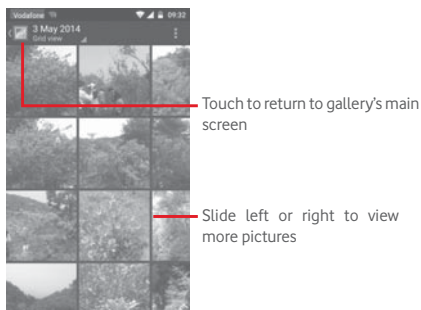 Vodafone 09:32
3 May 2014
Grid view
Touch to return to gallery's main
screen
Slide left or right to view
more pictures